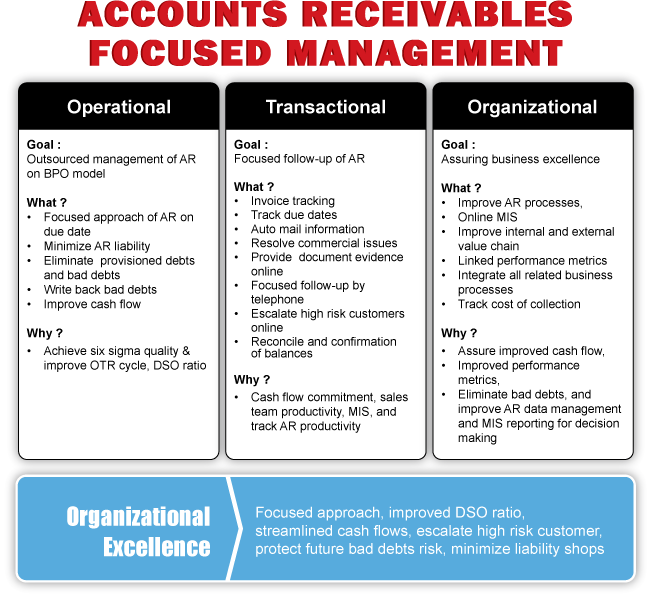 ACCOUNTS RECEIVABLES
FOCUSED MANAGEMENT
Operational
Goal :
Outsourced management of AR
on BPO model
What ?
• Focused approach of AR on
due date
• Minimize AR liability
• Eliminate provisioned debts
and bad debts
• Write back bad debts
• Improve cash flow
Why ?
• Achieve six sigma quality &
improve OTR cycle, DSO ratio
Transactional
Goal :
Focused follow-up of AR
What ?
• Invoice tracking
• Track due dates
• Auto mail information
• Resolve commercial issues
• Provide document evidence
online
• Focused follow-up by
telephone
• Escalate high risk customers
online
• Reconcile and confirmation
of balances
Why ?
• Cash flow commitment, sales
team productivity, MIS, and
track AR productivity
Organizational
Goal :
Assuring business excellence
What ?
• Improve AR processes,
• Online MIS
• Improve internal and external
value chain
• Linked performance metrics
• Integrate all related business
processes
• Track cost of collection
Why ?
• Assure improved cash flow,
• Improved performance
metrics,
• Eliminate bad debts, and
improve AR data management
and MIS reporting for decision
making
Organizational
Excellence
Focused approach, improved DSO ratio,
streamlined cash flows, escalate high risk customer,
protect future bad debts risk, minimize liability shops